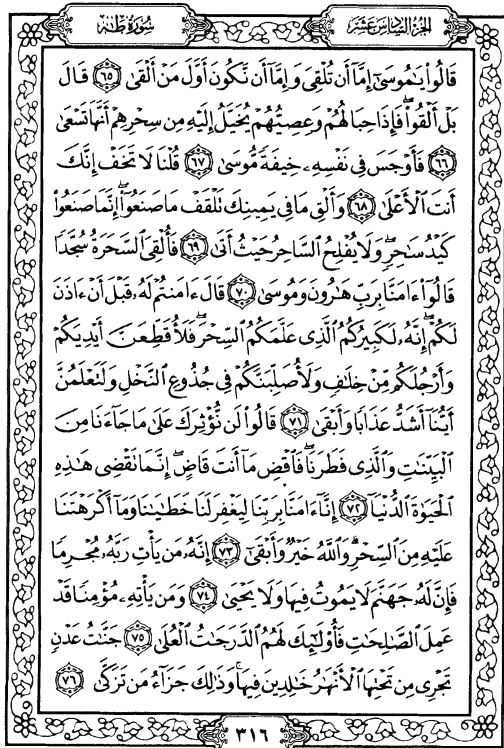 الجزء السادس عشر
سورة طه
قَالُوا۟ يَٰمُوسَىٰٓ إِمَّآ أَن تُلْقِىَ وَإِمَّآ أَن نَّكُونَ أَوَّلَ مَنْ أَلْقَىٰ ٦٥ قَالَ
بَلْ أَلْقُوا۟ ۖ فَإِذَا حِبَالُهُمْ وَعِصِيُّهُمْ يُخَيَّلُ إِلَيْهِ مِن سِحْرِهِمْ أَنَّهَا تَسْعَىٰ
٦٦ فَأَوْجَسَ فِى نَفْسِهِۦ خِيفَةً مُّوسَىٰ ٦٧ قُلْنَا لَا تَخَفْ إِنَّكَ
أَنتَ ٱلْأَعْلَىٰ ٦٨ وَأَلْقِ مَا فِى يَمِينِكَ تَلْقَفْ مَا صَنَعُوٓا۟ ۖ إِنَّمَا صَنَعُوا۟
كَيْدُ سَٰحِرٍ ۖ وَلَا يُفْلِحُ ٱلسَّاحِرُ حَيْثُ أَتَىٰ ٦٩ فَأُلْقِىَ ٱلسَّحَرَةُ سُجَّدًا
قَالُوٓا۟ ءَامَنَّا بِرَبِّ هَٰرُونَ وَمُوسَىٰ ٧٠ قَالَ ءَامَنتُمْ لَهُۥ قَبْلَ أَنْ ءَاذَنَ
لَكُمْ ۖ إِنَّهُۥ لَكَبِيرُكُمُ ٱلَّذِى عَلَّمَكُمُ ٱلسِّحْرَ ۖ فَلَأُقَطِّعَنَّ أَيْدِيَكُمْ
وَأَرْجُلَكُم مِّنْ خِلَٰفٍ وَلَأُصَلِّبَنَّكُمْ فِى جُذُوعِ ٱلنَّخْلِ وَلَتَعْلَمُنَّ
أَيُّنَآ أَشَدُّ عَذَابًا وَأَبْقَىٰ ٧١ قَالُوا۟ لَن نُّؤْثِرَكَ عَلَىٰ مَا جَآءَنَا مِنَ
ٱلْبَيِّنَٰتِ وَٱلَّذِى فَطَرَنَا ۖ فَٱقْضِ مَآ أَنتَ قَاضٍ ۖ إِنَّمَا تَقْضِى هَٰذِهِ
ٱلْحَيَوٰةَ ٱلدُّنْيَآ ٧٢ إِنَّآ ءَامَنَّا بِرَبِّنَا لِيَغْفِرَ لَنَا خَطَٰيَٰنَا وَمَآ أَكْرَهْتَنَا
عَلَيْهِ مِنَ ٱلسِّحْرِ ۗ وَٱللَّهُ خَيْرٌ وَأَبْقَىٰٓ ٧٣ إِنَّهُۥ مَن يَأْتِ رَبَّهُۥ مُجْرِمًا
فَإِنَّ لَهُۥ جَهَنَّمَ لَا يَمُوتُ فِيهَا وَلَا يَحْيَىٰ ٧٤ وَمَن يَأْتِهِۦ مُؤْمِنًا قَدْ
عَمِلَ ٱلصَّٰلِحَٰتِ فَأُو۟لَٰٓئِكَ لَهُمُ ٱلدَّرَجَٰتُ ٱلْعُلَىٰ ٧٥ جَنَّٰتُ عَدْنٍ
تَجْرِى مِن تَحْتِهَا ٱلْأَنْهَٰرُ خَٰلِدِينَ فِيهَا ۚ وَذَٰلِكَ جَزَآءُ مَن تَزَكَّىٰ ٧٦
٣١٦